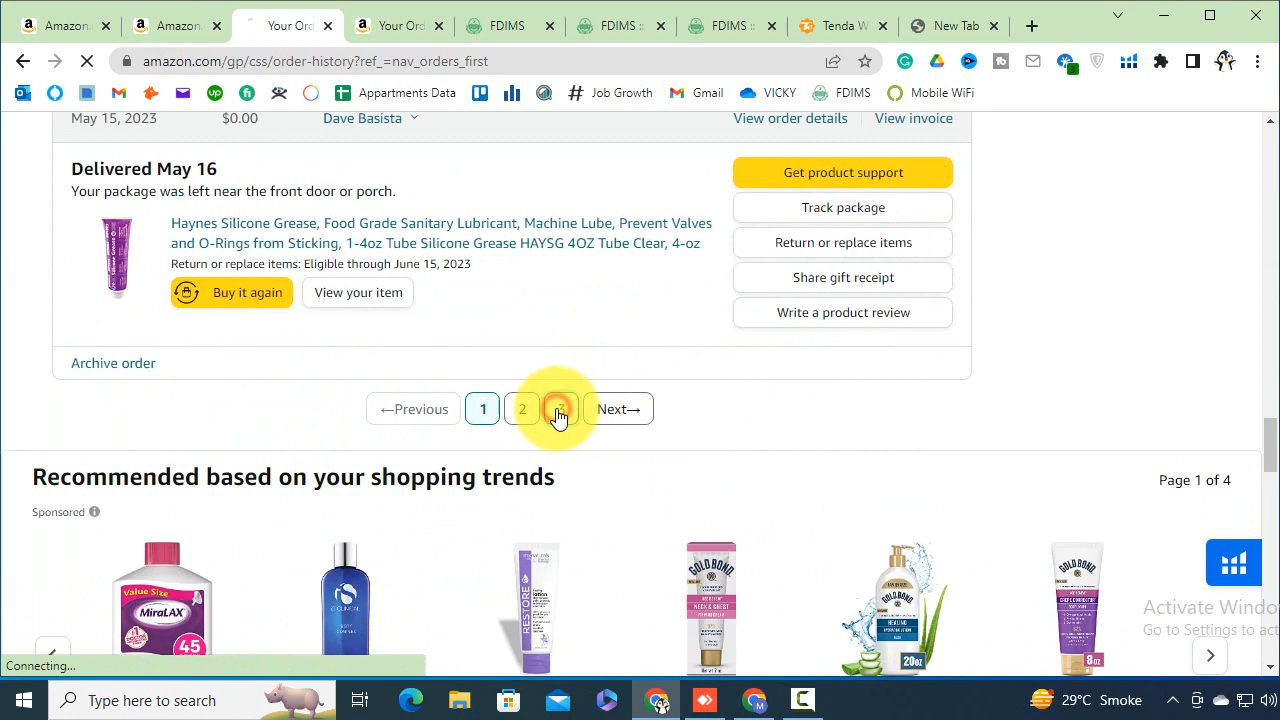 Amazon.
Amazon.
Your Ord
Your Ord
FDIMS
FDIMS ::
FDIMS ::
Tenda W
New Tab
amazon.com/gp/css/order-history?ref_=nav_orders_first
Appartments Data
Job Growth
Gmail
VICKY
FDIMS
Mobile WiFi
May 15, 2023
$0.00
Dave Basista
View order details
View invoice
Delivered May 16
Your package was left near the front door or porch.
Haynes Silicone Grease, Food Grade Sanitary Lubricant, Machine Lube, Prevent Valves
and O-Rings from Sticking, 1-4oz Tube Silicone Grease HAYSG 4OZ Tube Clear, 4-oz
Return or replace items: Eligible through June 15, 2023
Buy it again
View your item
Get product support
Track package
Return or replace items
Share gift receipt
Write a product review
Archive order
←Previous
1
2
3
Next→
Recommended based on your shopping trends
Page 1 of 4
Sponsored
Value Size
MiraLAX
45
RESTORE
GOLD BOND
NECK & CHEST
GOLD BOND
HEALING
20oz
GOLD BOND
8oz
Activate Windo
Go to Settings to act
Connecting...
Type here to search
29°C Smoke